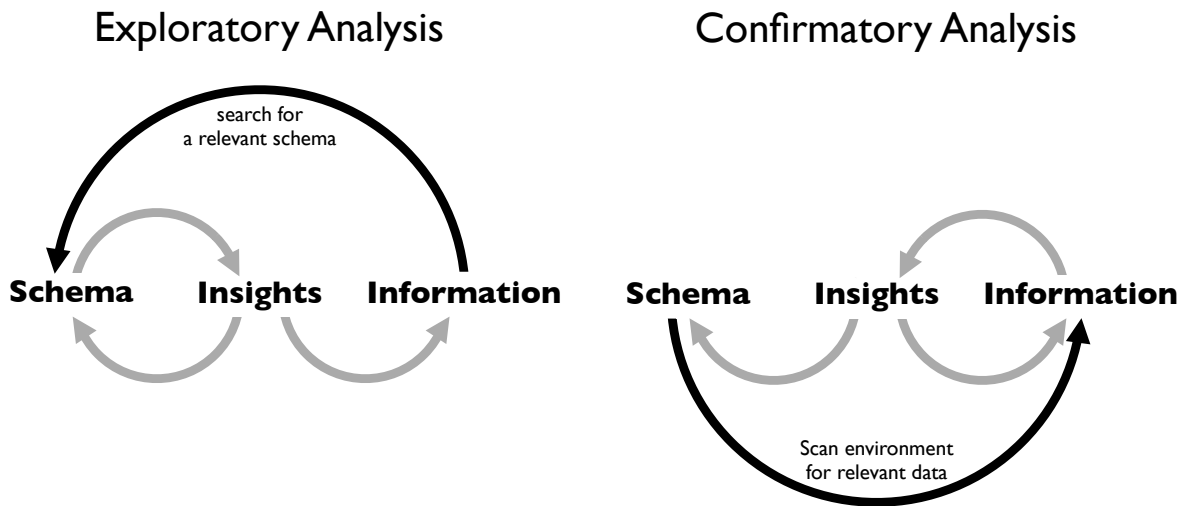 Exploratory Analysis
search for
a relevant schema
Schema
Insights
Information
Confirmatory Analysis
Schema
Insights
Information
Scan environment
for relevant data